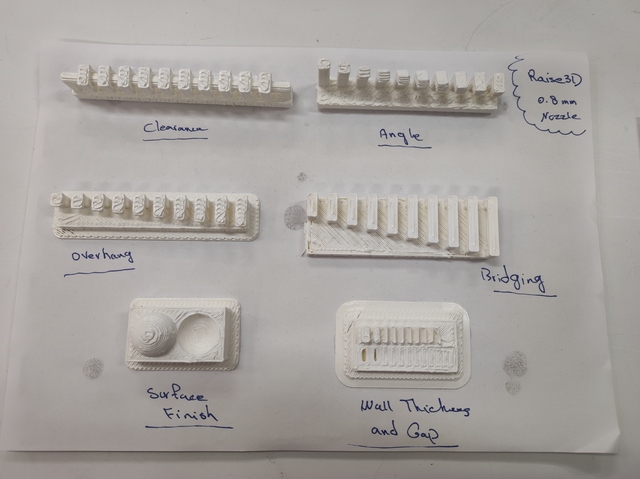 Raise3D
0.8 mm
Nozzle
Clearance
Angle
Overhang
Bridging
Surface
Finish
Wall Thickness
and Gap